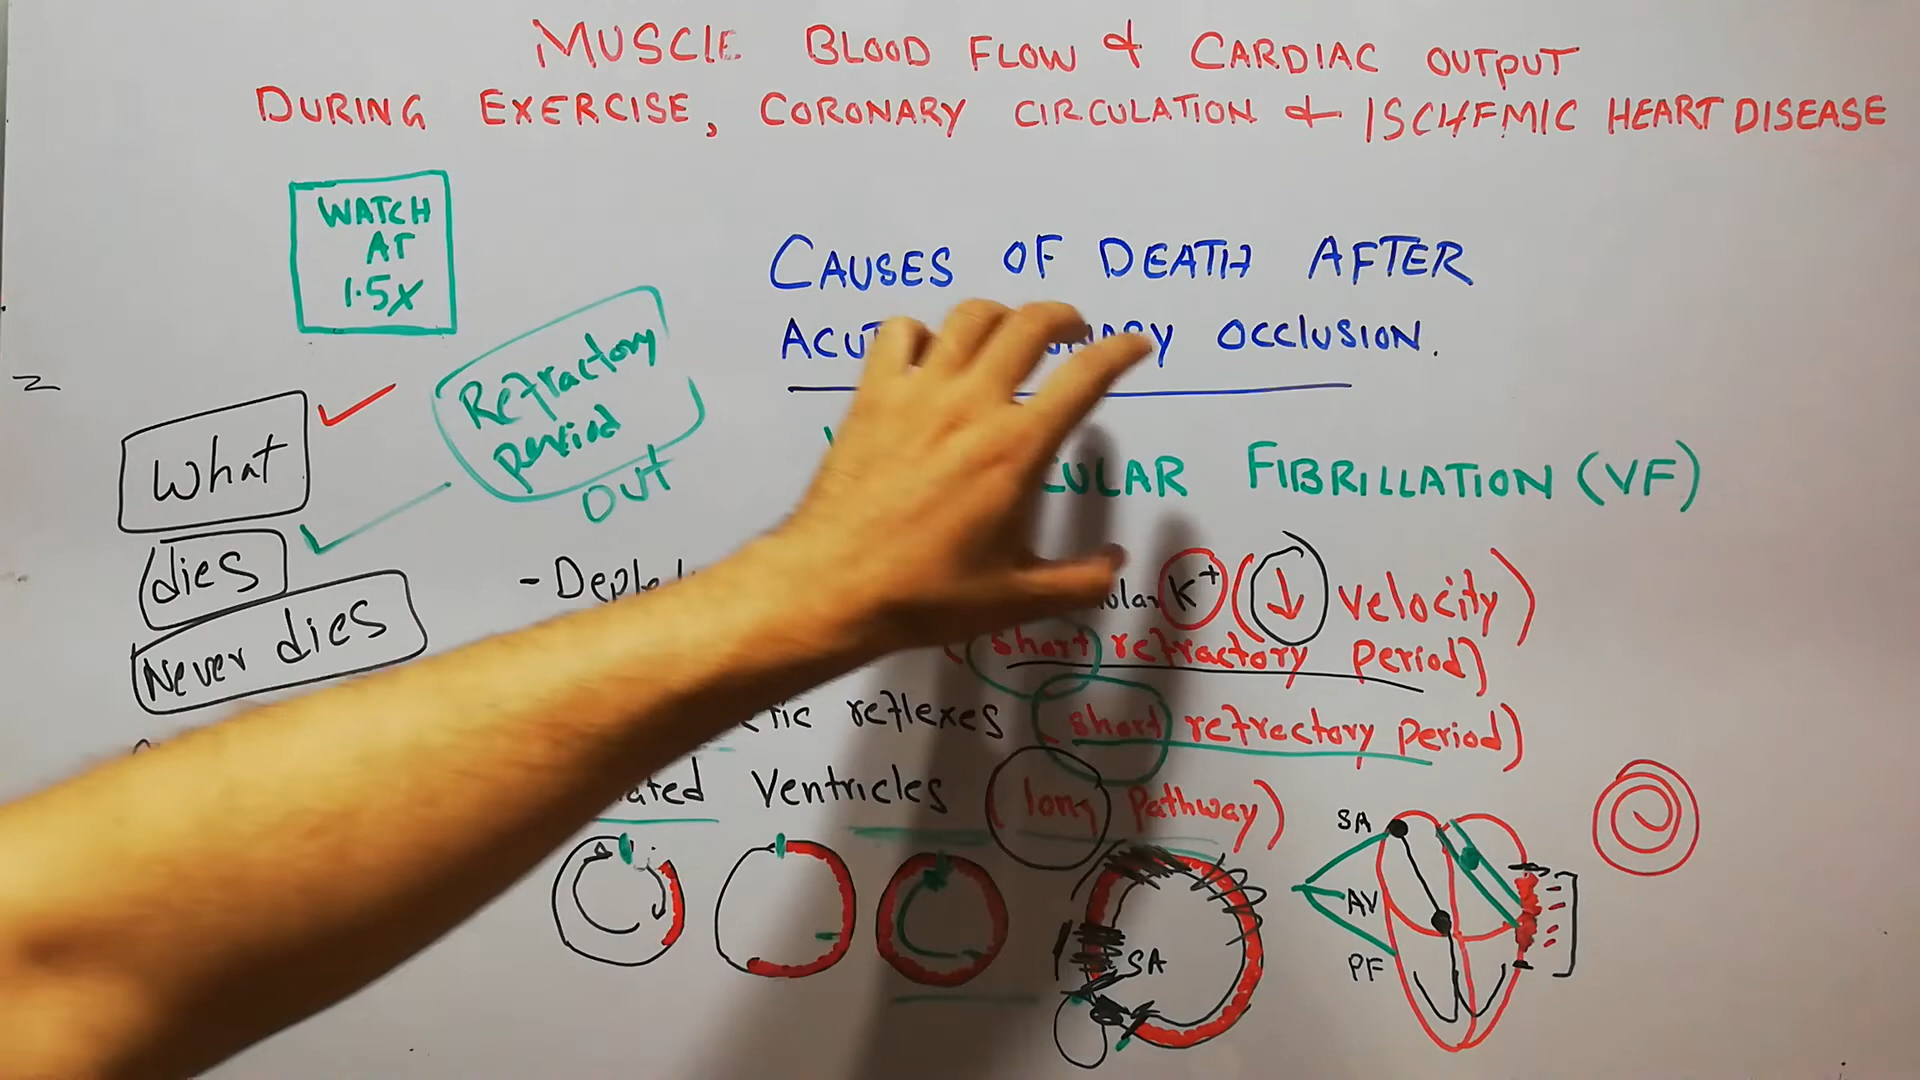 MUSCLE BLOOD FLOW & CARDIAC OUTPUT
DURING EXERCISE, CORONARY CIRCULATION & ISCHEMIC HEART DISEASE
WATCH
AT
1.5X
CAUSES OF DEATH AFTER
OCCLUSION.
Refractory
period
OUT
What
dies
Never dies
FIBRILLATION (VF)
K+ (↓ velocity)
(short refractory period)
reflexes (short refractory period)
Ventricles (long pathway)
SA
AV
PF
SA